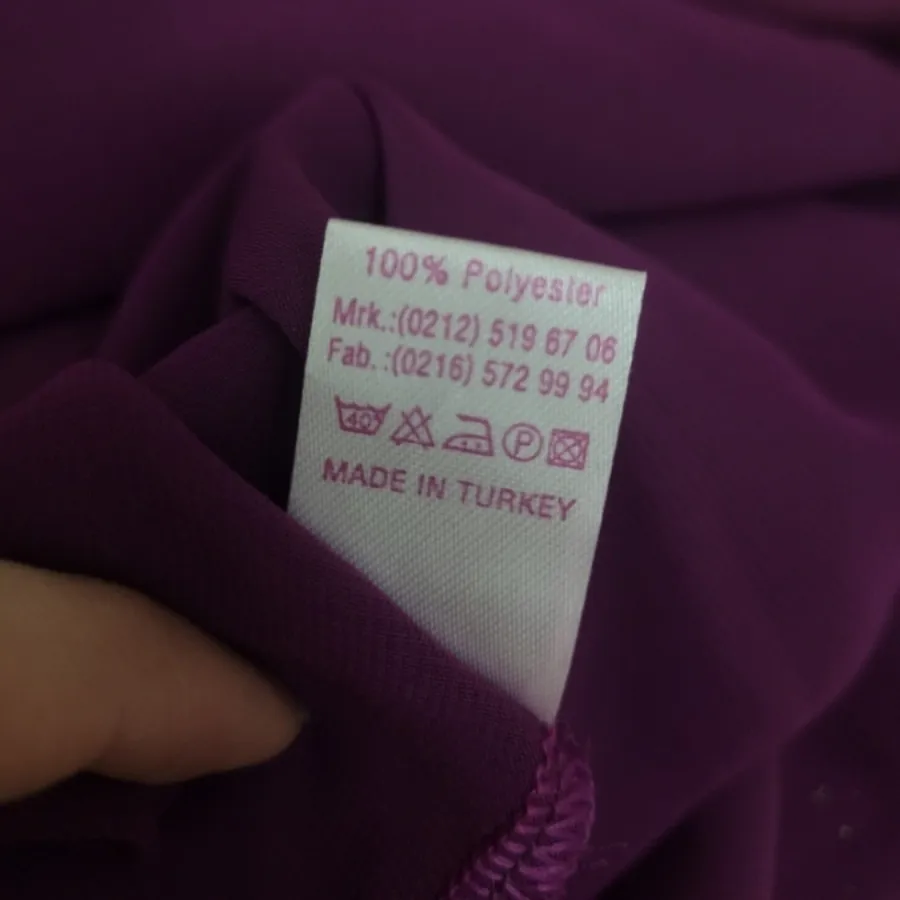 100% Polyester
Mrk.:(0212) 519 67 06
Fab. :(0216) 572 99 94
40 P
MADE IN TURKEY